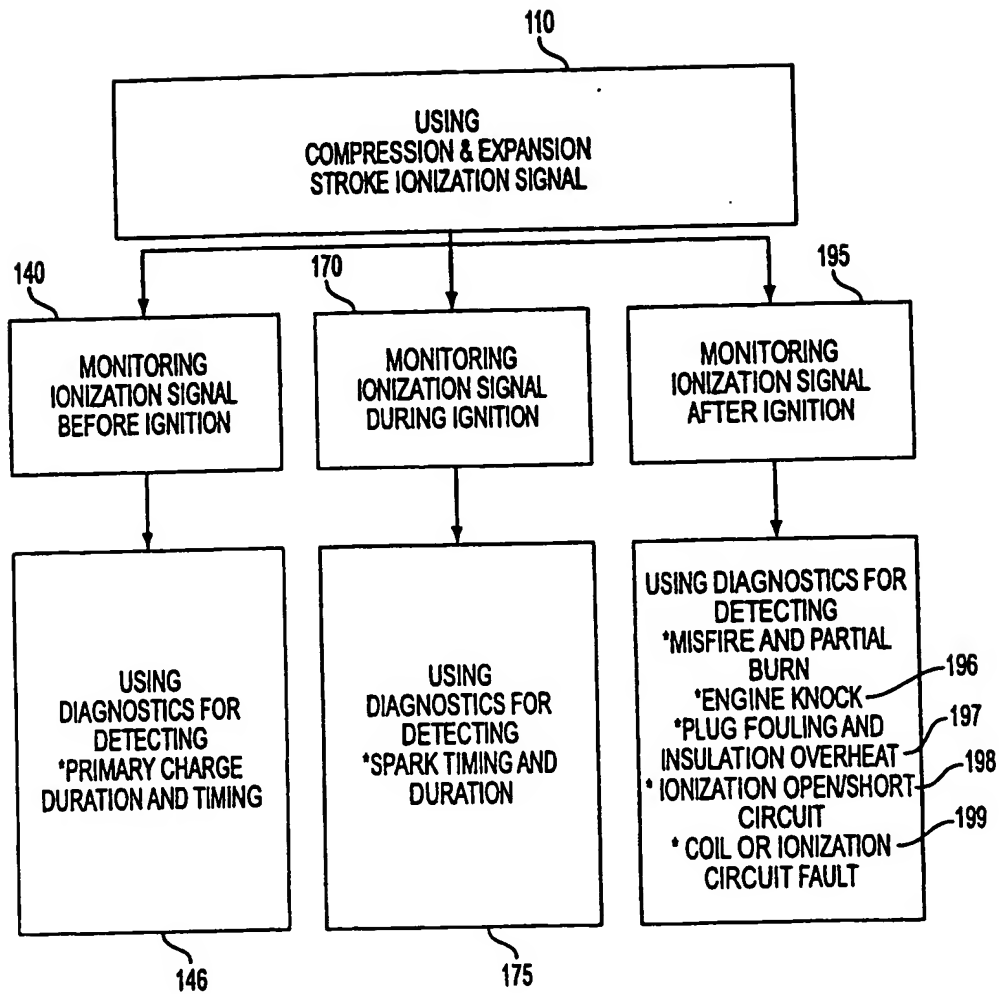 110
USING
COMPRESSION & EXPANSION
STROKE IONIZATION SIGNAL
140
MONITORING
IONIZATION SIGNAL
BEFORE IGNITION
170
MONITORING
IONIZATION SIGNAL
DURING IGNITION
195
MONITORING
IONIZATION SIGNAL
AFTER IGNITION
USING
DIAGNOSTICS FOR
DETECTING
*PRIMARY CHARGE
DURATION AND TIMING
146
USING
DIAGNOSTICS FOR
DETECTING
*SPARK TIMING AND
DURATION
175
USING DIAGNOSTICS FOR
DETECTING
*MISFIRE AND PARTIAL
BURN
*ENGINE KNOCK
196
*PLUG FOULING AND
INSULATION OVERHEAT
197
* IONIZATION OPEN/SHORT
198
CIRCUIT
* COIL OR IONIZATION
199
CIRCUIT FAULT